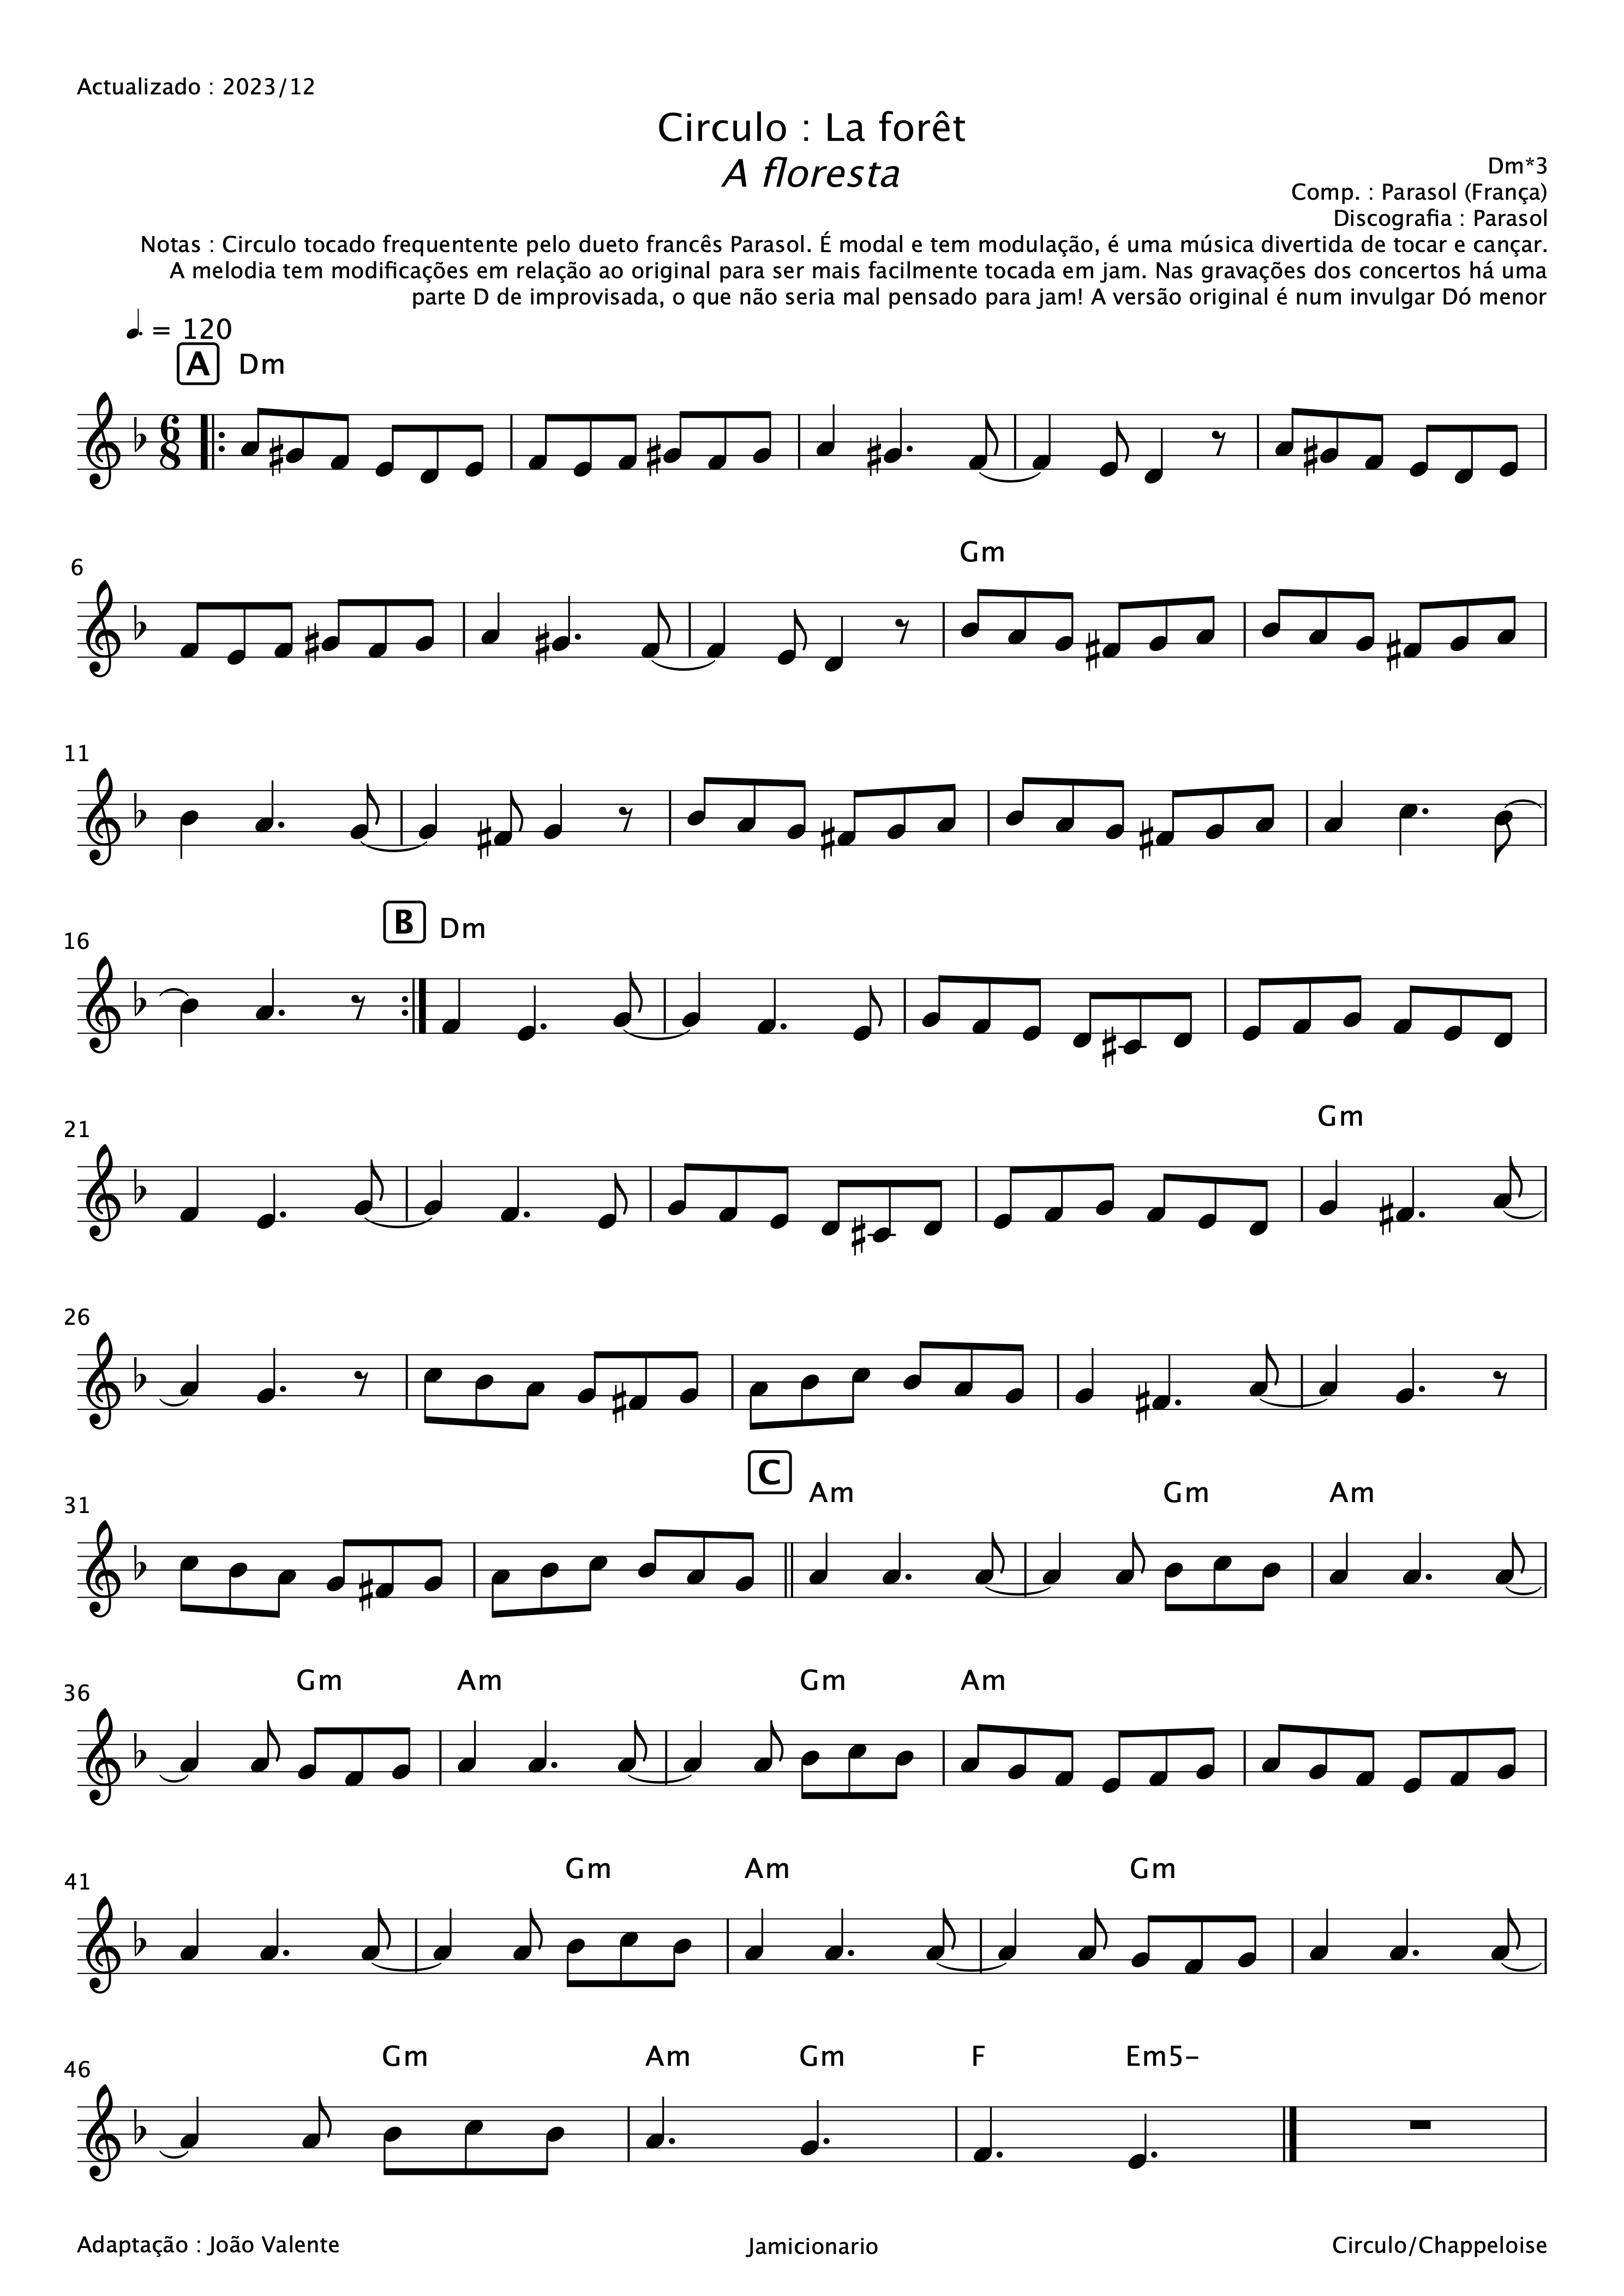 Actualizado : 2023/12
Circulo : La forêt
A floresta
Dm*3
Comp. : Parasol (França)
Discografia : Parasol
Notas : Circulo tocado frequentente pelo dueto francês Parasol. É modal e tem modulação, é uma música divertida de tocar e cançar.
A melodia tem modificações em relação ao original para ser mais facilmente tocada em jam. Nas gravações dos concertos há uma
parte D de improvisada, o que não seria mal pensado para jam! A versão original é num invulgar Dó menor
= 120
A Dm
6 8
6 Gm
11
16 B Dm
21 Gm
26
31 C Am Gm Am
36 Gm Am Gm Am
41 Gm Am Gm
46 Gm Am Gm F Em5-
Adaptação : João Valente Jamicionario Circulo/Chappeloise